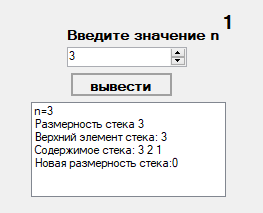 1
Введите значение n
3
вывести
n=3
Размерность стека 3
Верхний элемент стека: 3
Содержимое стека: 3 2 1
Новая размерность стека:0